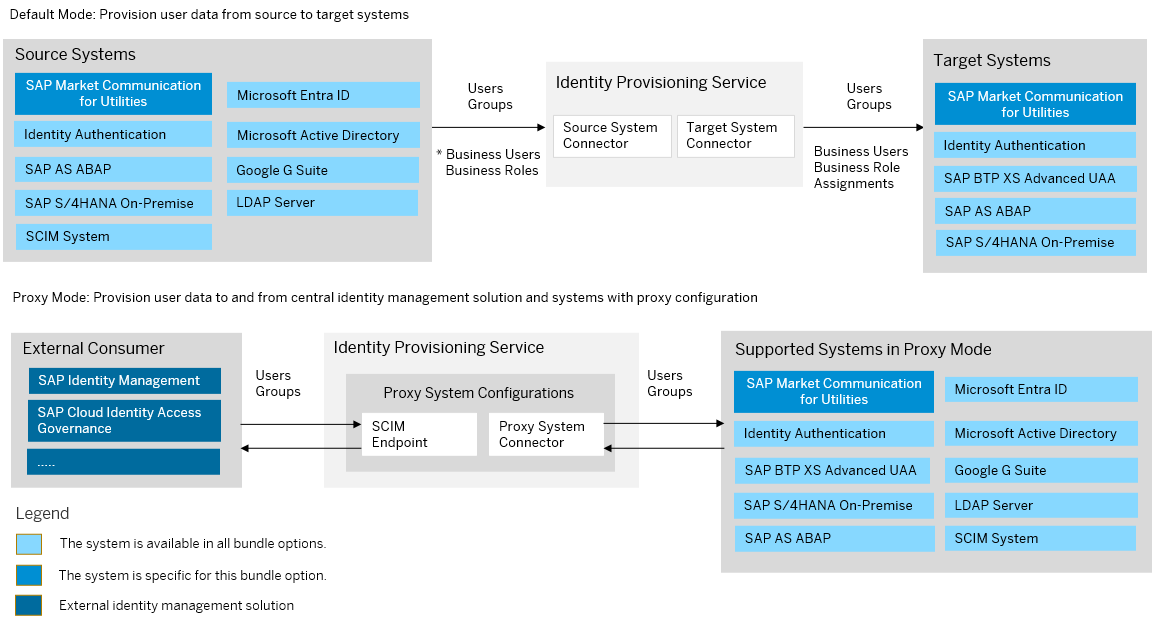 Default Mode: Provision user data from source to target systems
Source Systems
SAP Market Communication
for Utilities
Identity Authentication
SAP AS ABAP
SAP S/4HANA On-Premise
SCIM System
Microsoft Entra ID
Microsoft Active Directory
Google G Suite
LDAP Server
Users
Groups
* Business Users
Business Roles
Identity Provisioning Service
Source System
Connector
Target System
Connector
Users
Groups
Business Users
Business Role
Assignments
Target Systems
SAP Market Communication
for Utilities
Identity Authentication
SAP BTP XS Advanced UAA
SAP AS ABAP
SAP S/4HANA On-Premise
Proxy Mode: Provision user data to and from central identity management solution and systems with proxy configuration
External Consumer
SAP Identity Management
SAP Cloud Identity Access
Governance
.....
Users
Groups
Identity Provisioning Service
Proxy System Configurations
SCIM
Endpoint
Proxy System
Connector
Users
Groups
Supported Systems in Proxy Mode
SAP Market Communication
for Utilities
Identity Authentication
SAP BTP XS Advanced UAA
SAP S/4HANA On-Premise
SAP AS ABAP
Microsoft Entra ID
Microsoft Active Directory
Google G Suite
LDAP Server
SCIM System
Legend
The system is available in all bundle options.
The system is specific for this bundle option.
External identity management solution